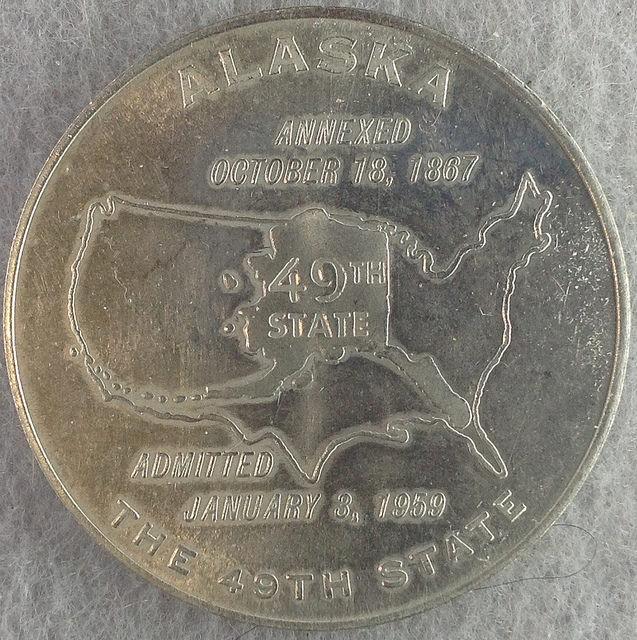 ALASKA
ANNEXED
OCTOBER 18, 1867
49TH
STATE
ADMITTED
JANUARY 3, 1959
THE 49TH STATE